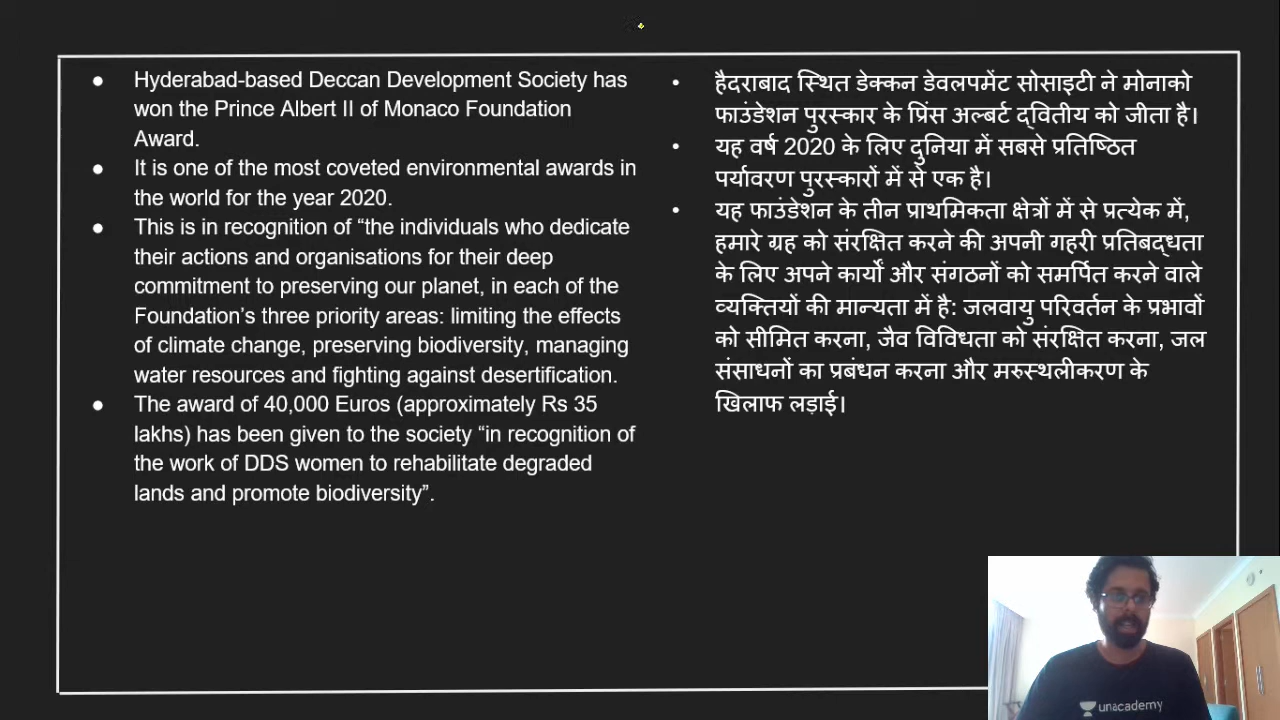 Hyderabad-based Deccan Development Society has
won the Prince Albert II of Monaco Foundation
Award.
It is one of the most coveted environmental awards in
the world for the year 2020.
This is in recognition of “the individuals who dedicate
their actions and organisations for their deep
commitment to preserving our planet, in each of the
Foundation’s three priority areas: limiting the effects
of climate change, preserving biodiversity, managing
water resources and fighting against desertification.
The award of 40,000 Euros (approximately Rs 35
lakhs) has been given to the society “in recognition of
the work of DDS women to rehabilitate degraded
lands and promote biodiversity”.
हैदराबाद स्थित डेक्कन डेवलपमेंट सोसाइटी ने मोनाको
फाउंडेशन पुरस्कार के प्रिंस अल्बर्ट द्वितीय को जीता है।
यह वर्ष 2020 के लिए दुनिया में सबसे प्रतिष्ठित
पर्यावरण पुरस्कारों में से एक है।
यह फाउंडेशन के तीन प्राथमिकता क्षेत्रों में से प्रत्येक में,
हमारे ग्रह को संरक्षित करने की अपनी गहरी प्रतिबद्धता
के लिए अपने कार्यों और संगठनों को समर्पित करने वाले
व्यक्तियों की मान्यता में है: जलवायु परिवर्तन के प्रभावों
को सीमित करना, जैव विविधता को संरक्षित करना, जल
संसाधनों का प्रबंधन करना और मरुस्थलीकरण के
खिलाफ लड़ाई।
unacademy